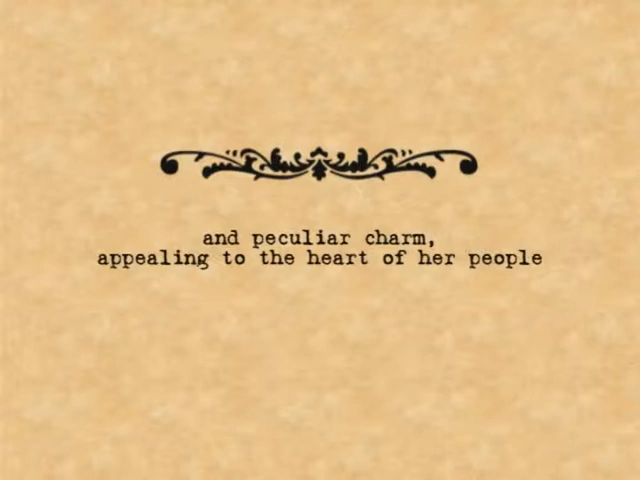 and peculiar charm,
appealing to the heart of her people